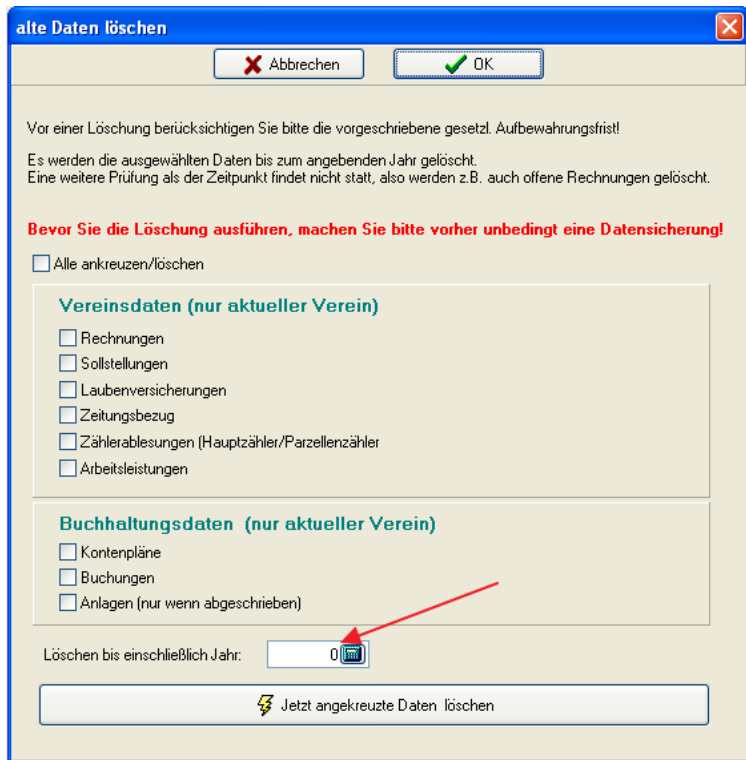 alte Daten löschen
Abbrechen
OK
Vor einer Löschung berücksichtigen Sie bitte die vorgeschriebene gesetzl. Aufbewahrungsfrist!
Es werden die ausgewählten Daten bis zum angebenden Jahr gelöscht.
Eine weitere Prüfung als der Zeitpunkt findet nicht statt, also werden z.B. auch offene Rechnungen gelöscht.
Bevor Sie die Löschung ausführen, machen Sie bitte vorher unbedingt eine Datensicherung!
Alle ankreuzen/löschen
Vereinsdaten (nur aktueller Verein)
Rechnungen
Sollstellungen
Laubenversicherungen
Zeitungsbezug
Zählerablesungen (Hauptzähler/Parzellenzähler
Arbeitsleistungen
Buchhaltungsdaten (nur aktueller Verein)
Kontenpläne
Buchungen
Anlagen (nur wenn abgeschrieben)
Löschen bis einschließlich Jahr: 0
Jetzt angekreuzte Daten löschen